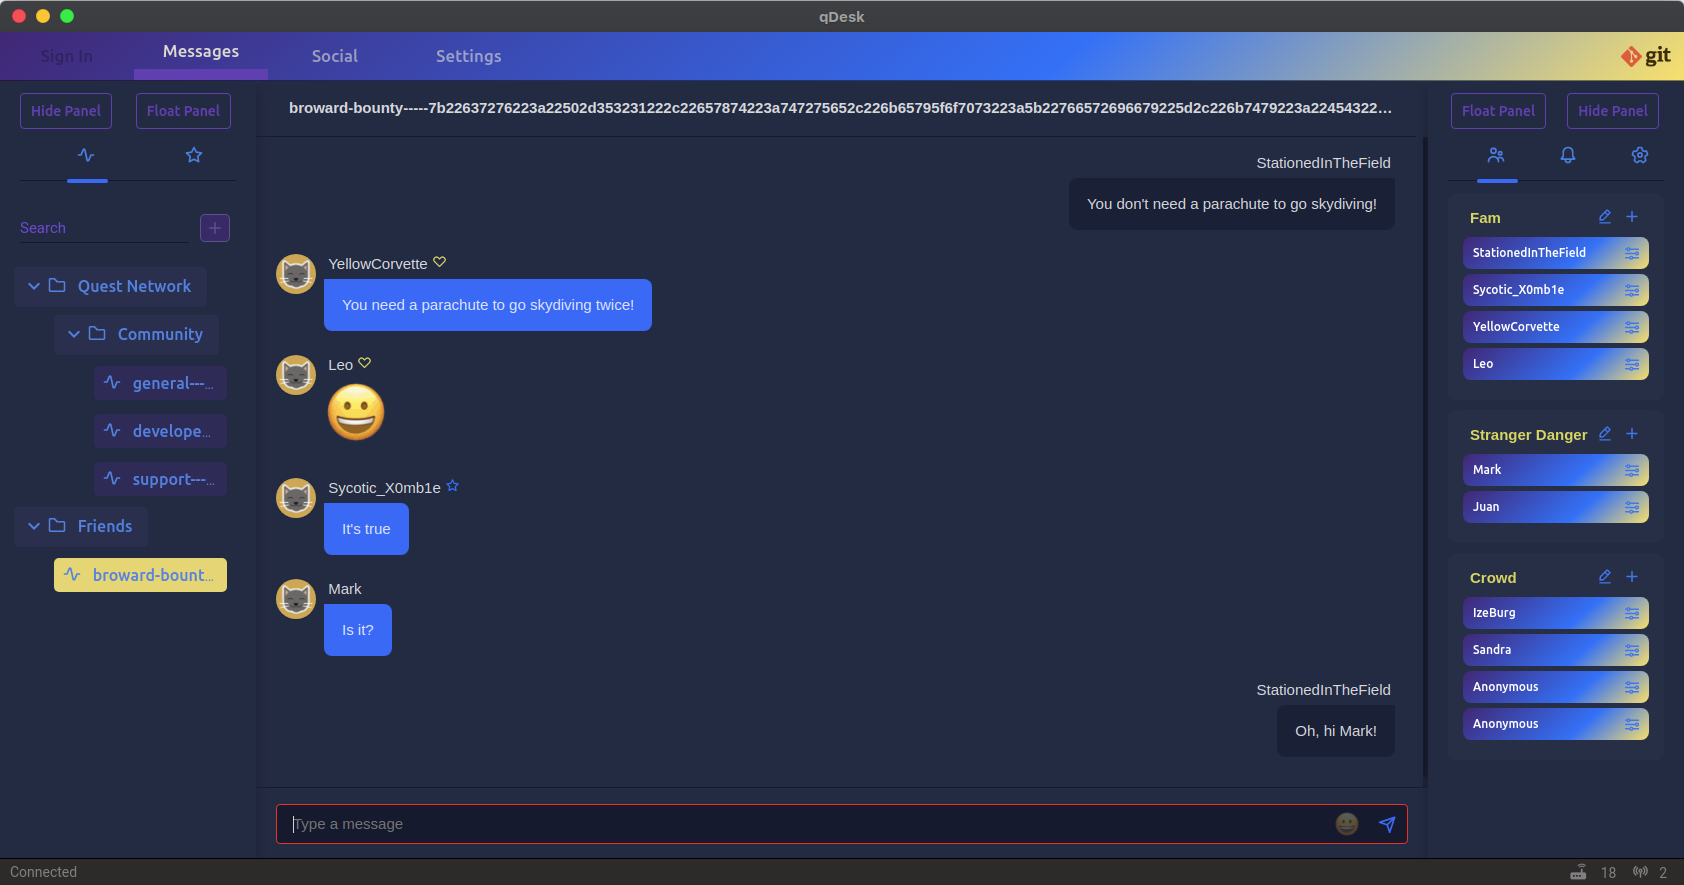 qDesk
Sign In
Messages
Social
Settings
git
Hide Panel
Float Panel
Search
Quest Network
Community
general---...
develope...
support---...
Friends
broward-bount...
broward-bounty-----7b22637276223a22502d353231222c22657874223a747275652c226b65795f6f7073223a5b22766572696679225d2c226b7479223a22454322...
StationedInTheField
You don't need a parachute to go skydiving!
YellowCorvette
You need a parachute to go skydiving twice!
Leo
Sycotic_X0mb1e
It's true
Mark
Is it?
StationedInTheField
Oh, hi Mark!
Type a message
Float Panel
Hide Panel
Fam
StationedInTheField
Sycotic_X0mb1e
YellowCorvette
Leo
Stranger Danger
Mark
Juan
Crowd
IzeBurg
Sandra
Anonymous
Anonymous
Connected
18
2